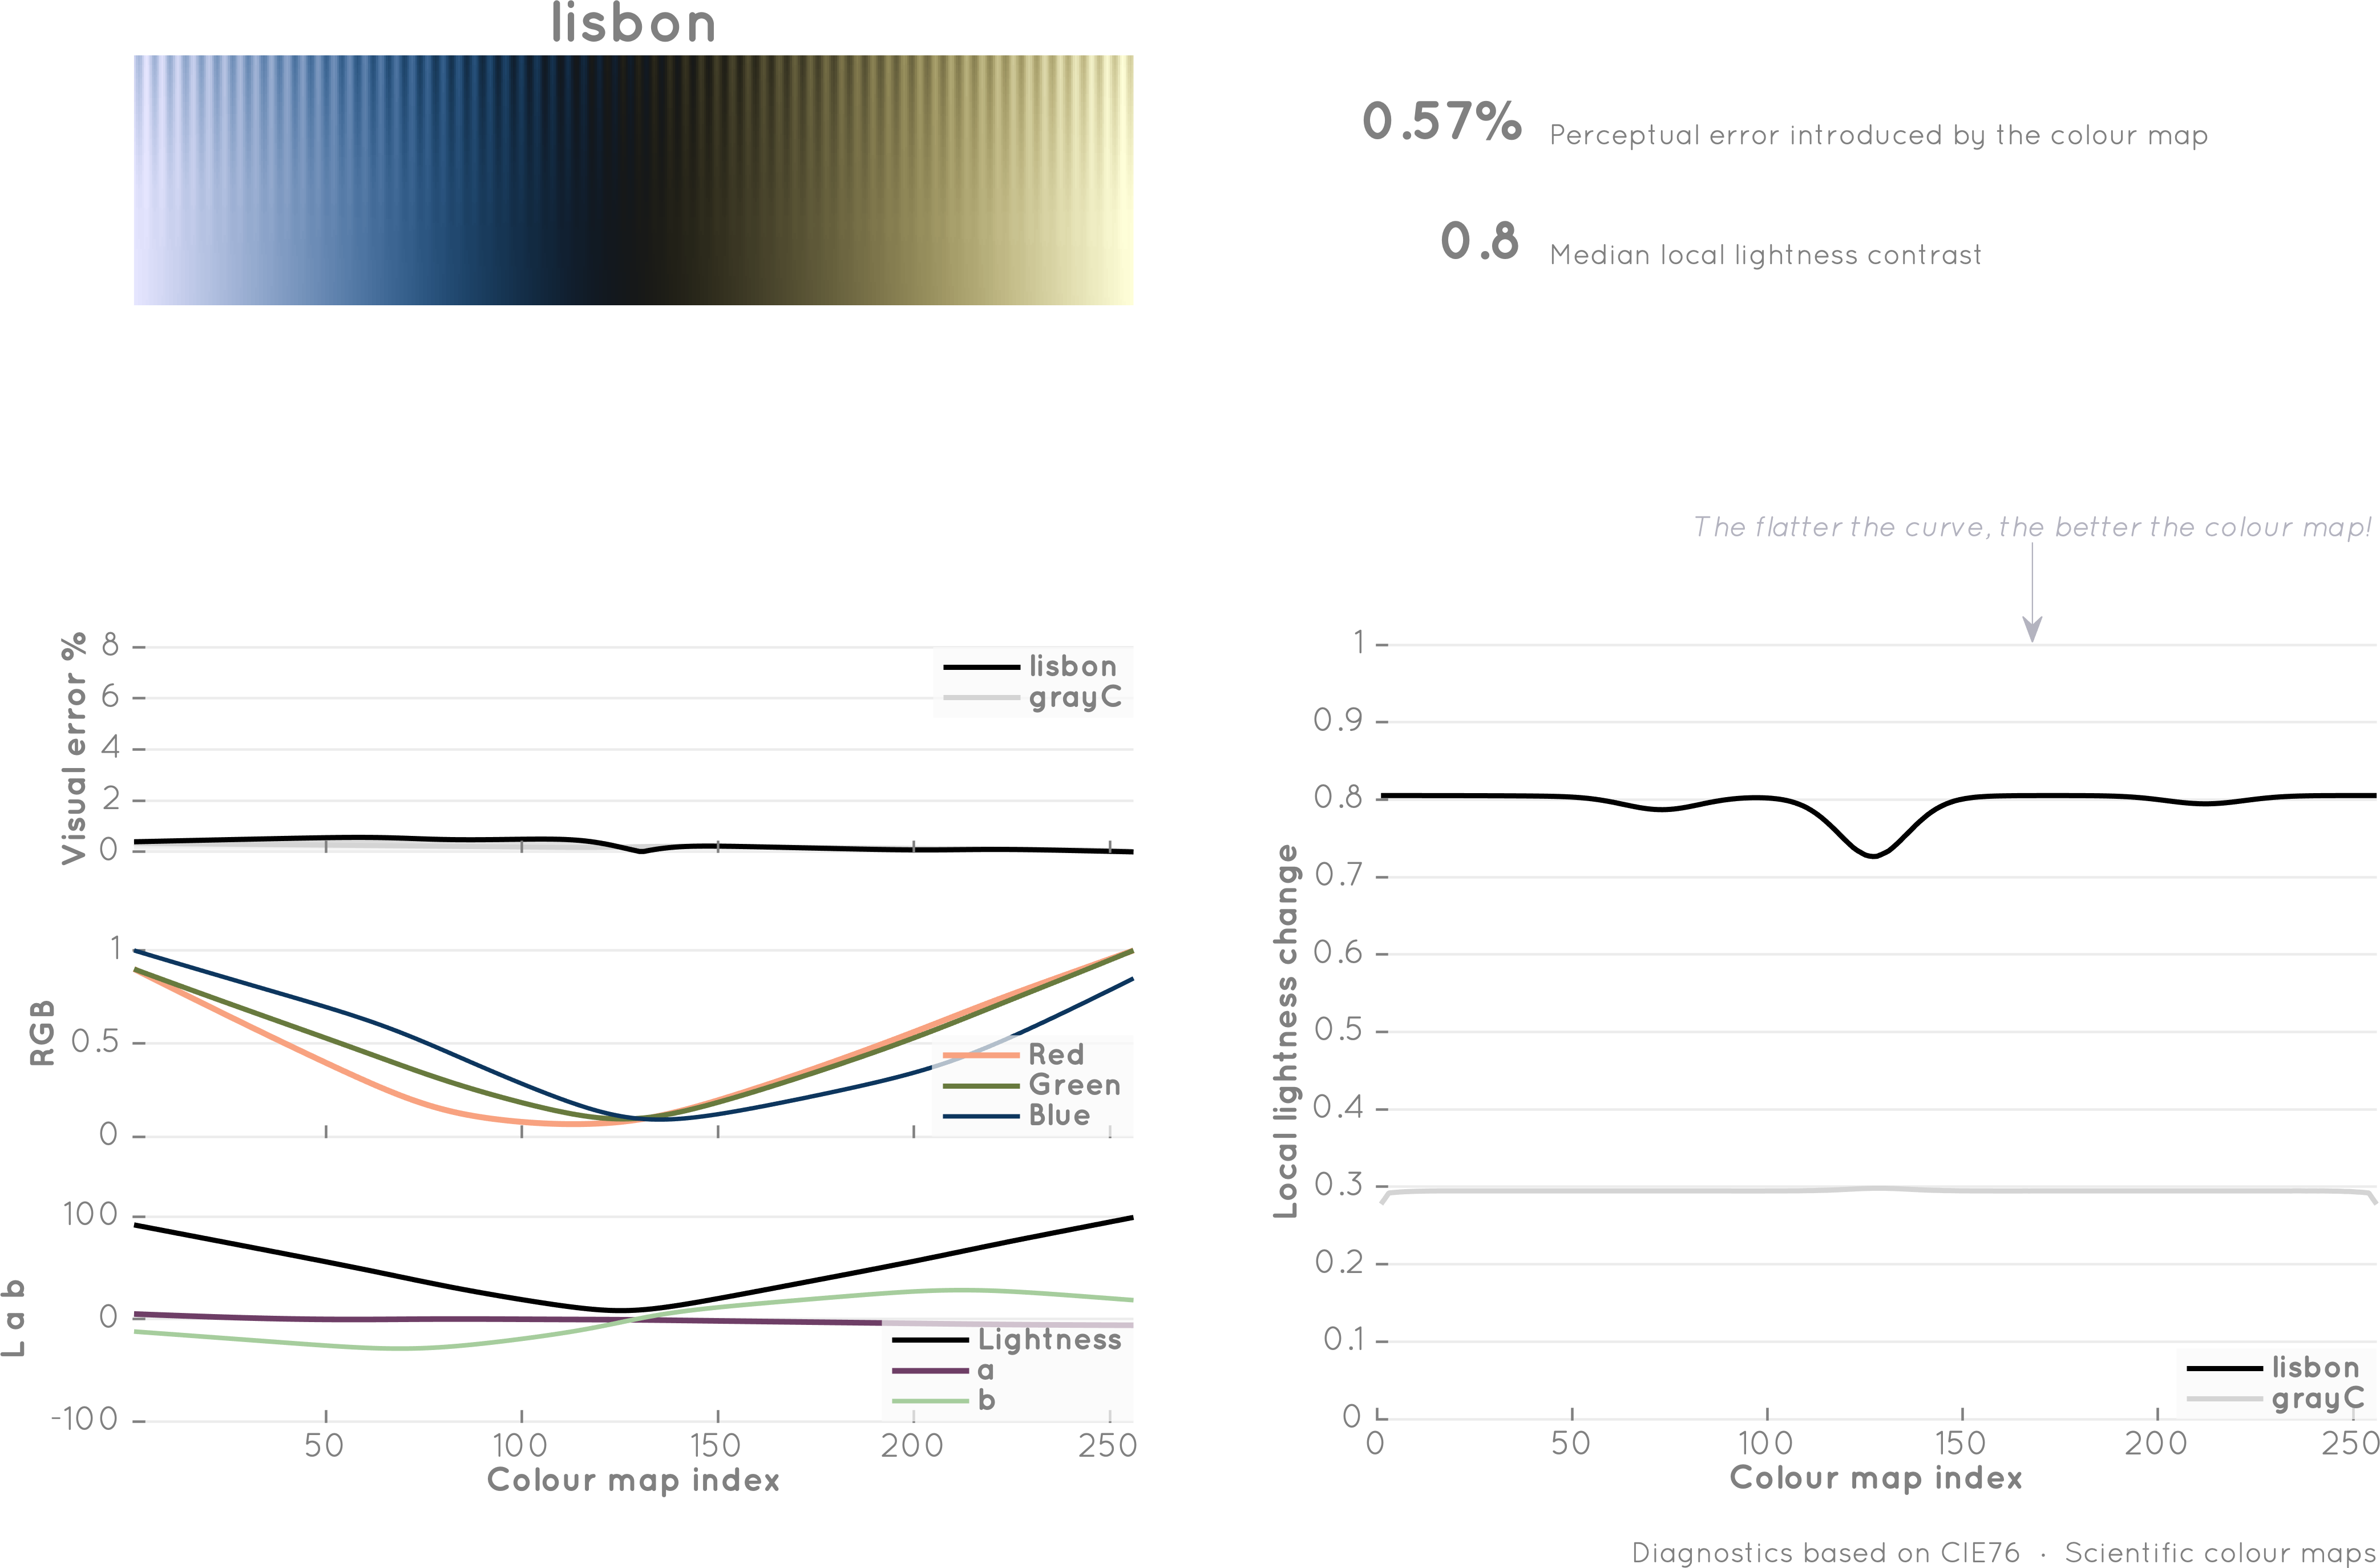 lisbon
0.57% Perceptual error introduced by the colour map
0.8 Median local lightness contrast
The flatter the curve, the better the colour map!
Visual error %
8
6
4
2
0
lisbon
grayC
RGB
1
0.5
0
Red
Green
Blue
L a b
100
0
-100
Lightness
a
b
50 100 150 200 250
Colour map index
Local lightness change
1
0.9
0.8
0.7
0.6
0.5
0.4
0.3
0.2
0.1
0
lisbon
grayC
0 50 100 150 200 250
Colour map index
Diagnostics based on CIE76 · Scientific colour maps